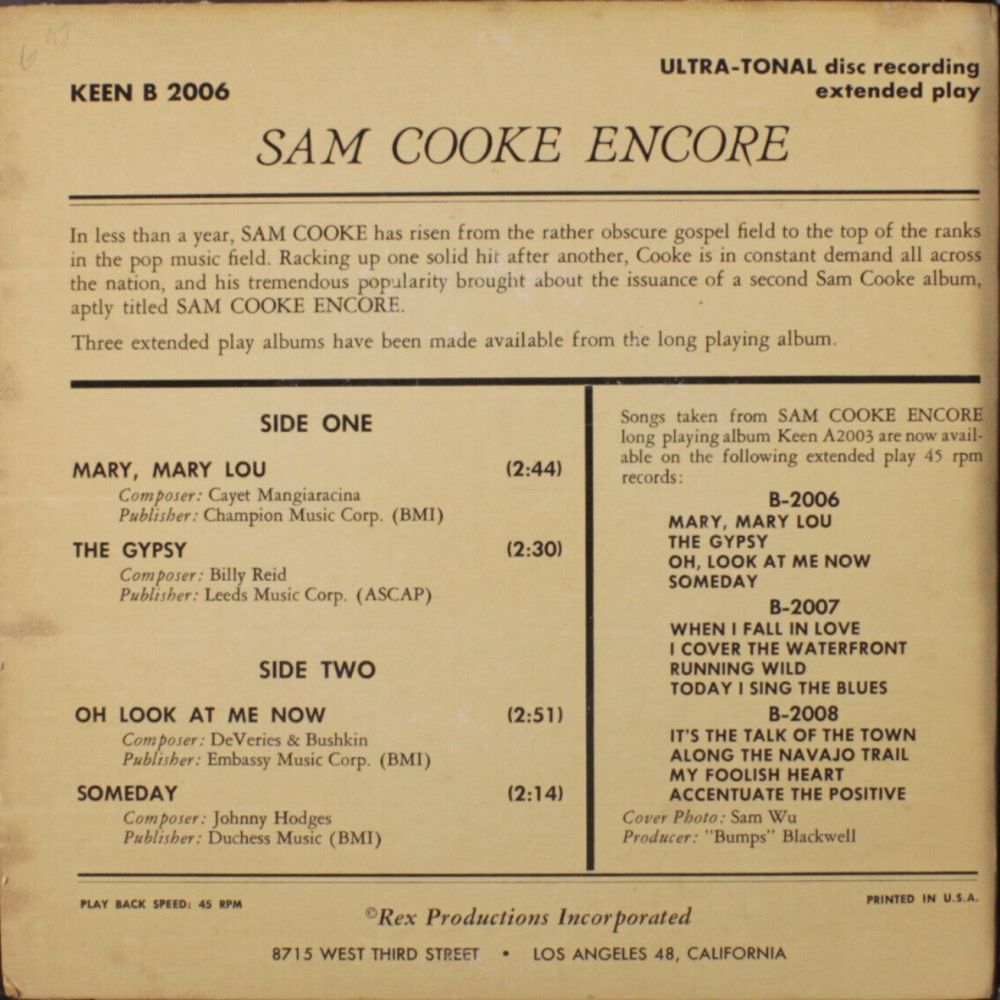 KEEN B 2006
ULTRA-TONAL disc recording
extended play
SAM COOKE ENCORE
In less than a year, SAM COOKE has risen from the rather obscure gospel field to the top of the ranks
in the pop music field. Racking up one solid hit after another, Cooke is in constant demand all across
the nation, and his tremendous popularity brought about the issuance of a second Sam Cooke album,
aptly titled SAM COOKE ENCORE.
Three extended play albums have been made available from the long playing album.
SIDE ONE
MARY, MARY LOU (2:44)
Composer: Cayet Mangiaracina
Publisher: Champion Music Corp. (BMI)
THE GYPSY (2:30)
Composer: Billy Reid
Publisher: Leeds Music Corp. (ASCAP)
SIDE TWO
OH LOOK AT ME NOW (2:51)
Composer: DeVeries & Bushkin
Publisher: Embassy Music Corp. (BMI)
SOMEDAY (2:14)
Composer: Johnny Hodges
Publisher: Duchess Music (BMI)
Songs taken from SAM COOKE ENCORE
long playing album Keen A2003 are now avail-
able on the following extended play 45 rpm
records:
B-2006
MARY, MARY LOU
THE GYPSY
OH, LOOK AT ME NOW
SOMEDAY
B-2007
WHEN I FALL IN LOVE
I COVER THE WATERFRONT
RUNNING WILD
TODAY I SING THE BLUES
B-2008
IT'S THE TALK OF THE TOWN
ALONG THE NAVAJO TRAIL
MY FOOLISH HEART
ACCENTUATE THE POSITIVE
Cover Photo: Sam Wu
Producer: "Bumps" Blackwell
PLAY BACK SPEED: 45 RPM
©Rex Productions Incorporated
PRINTED IN U.S.A.
8715 WEST THIRD STREET • LOS ANGELES 48, CALIFORNIA